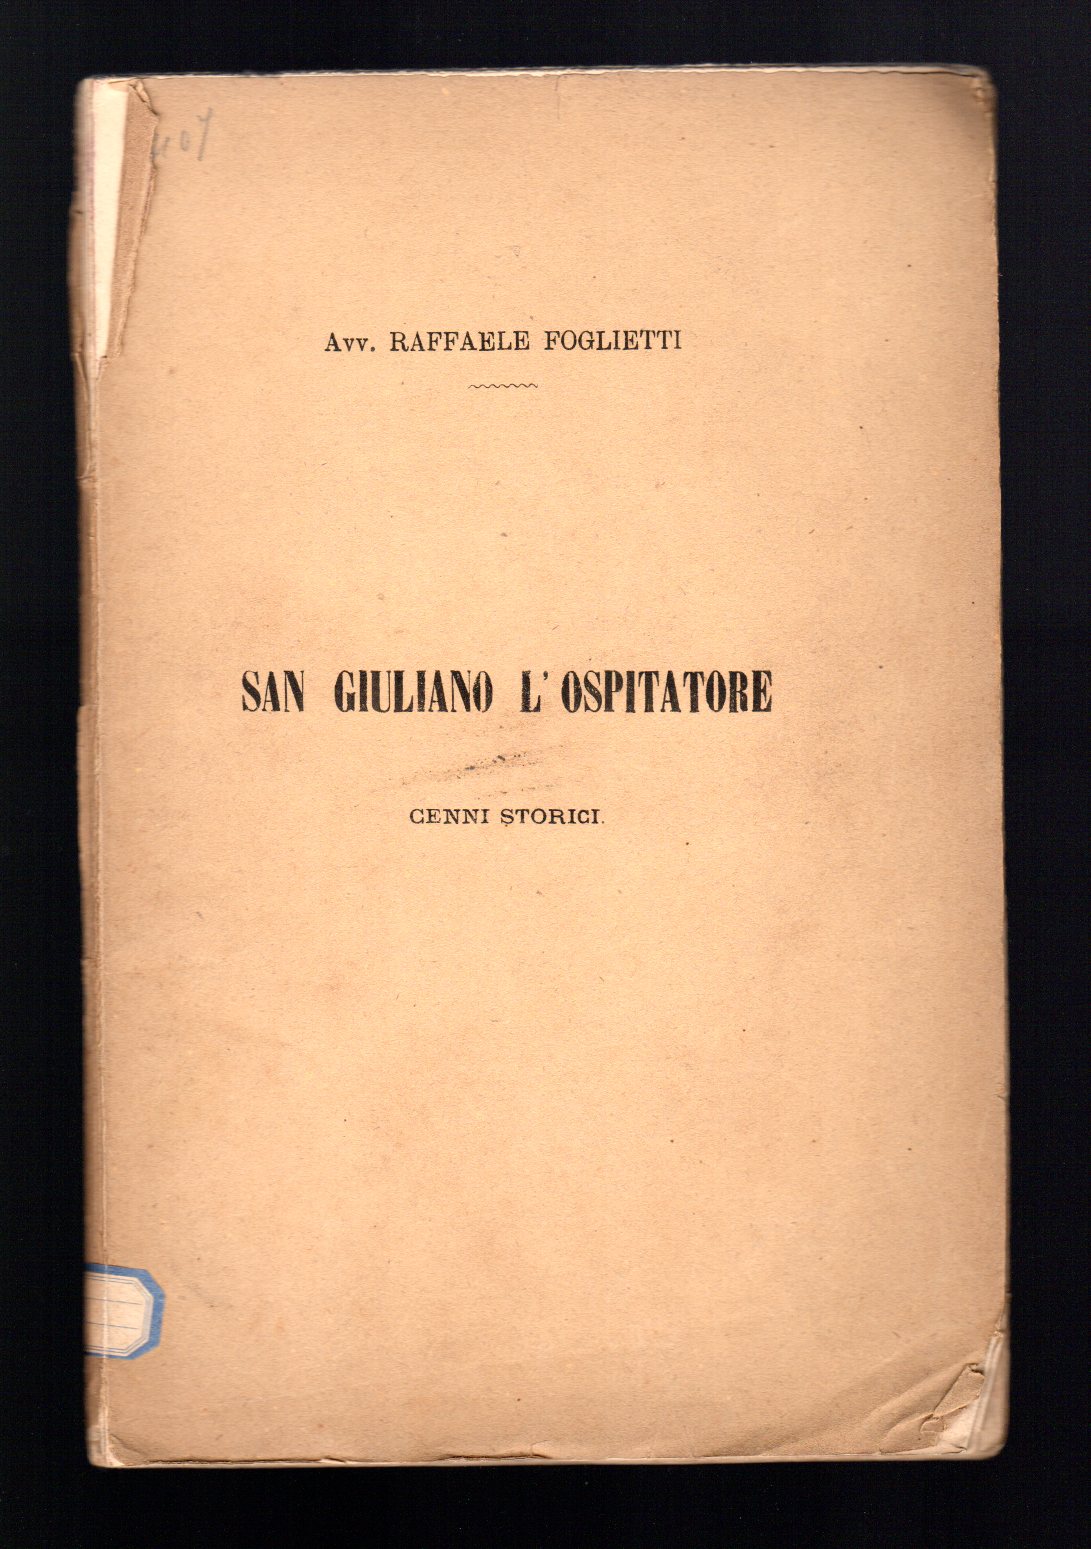 Avv. RAFFAELE FOGLIETTI
SAN GIULIANO L'OSPITATORE
CENNI STORICI.